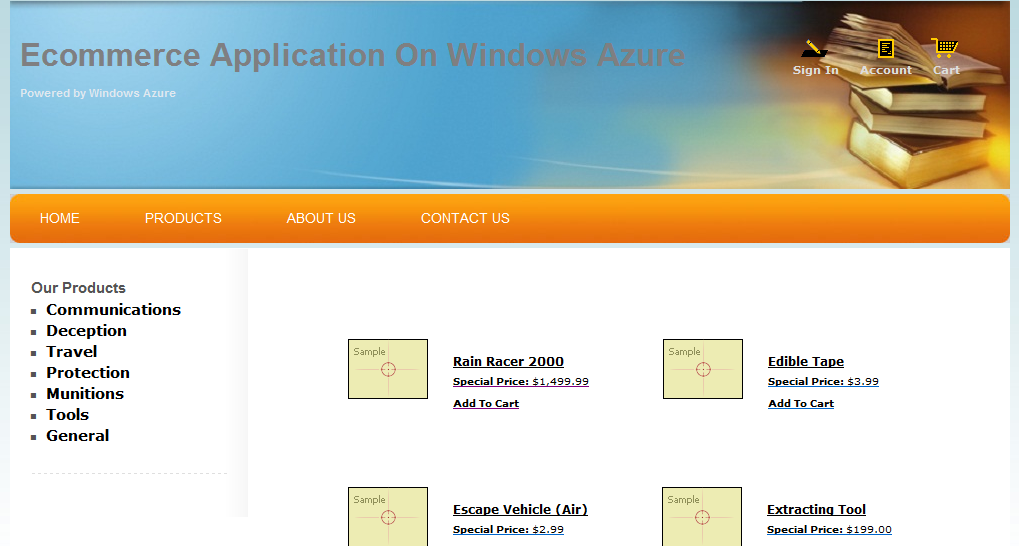 Ecommerce Application On Windows Azure
Powered by Windows Azure
Sign In
Account
Cart
HOME
PRODUCTS
ABOUT US
CONTACT US
Our Products
Communications
Deception
Travel
Protection
Munitions
Tools
General
Sample
Rain Racer 2000
Special Price: $1,499.99
Add To Cart
Sample
Edible Tape
Special Price: $3.99
Add To Cart
Sample
Escape Vehicle (Air)
Special Price: $2.99
Sample
Extracting Tool
Special Price: $199.00